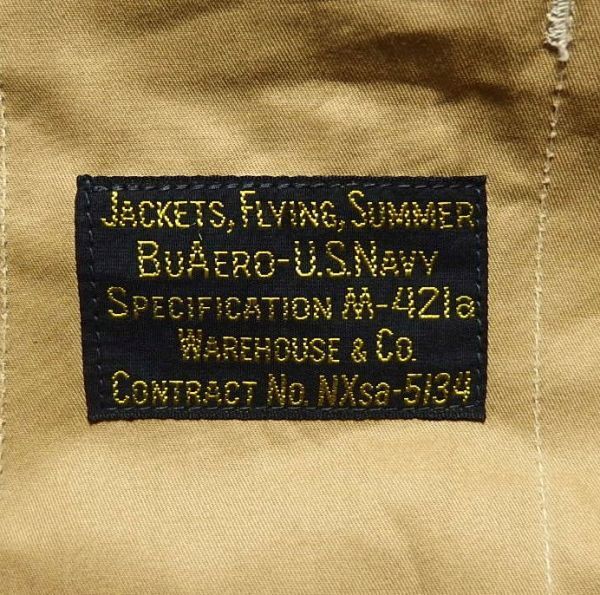 JACKETS, FLYING, SUMMER
BUAERO-U.S.NAVY
SPECIFICATION M-421a
WAREHOUSE & CO.
CONTRACT NO. NXsa-5134